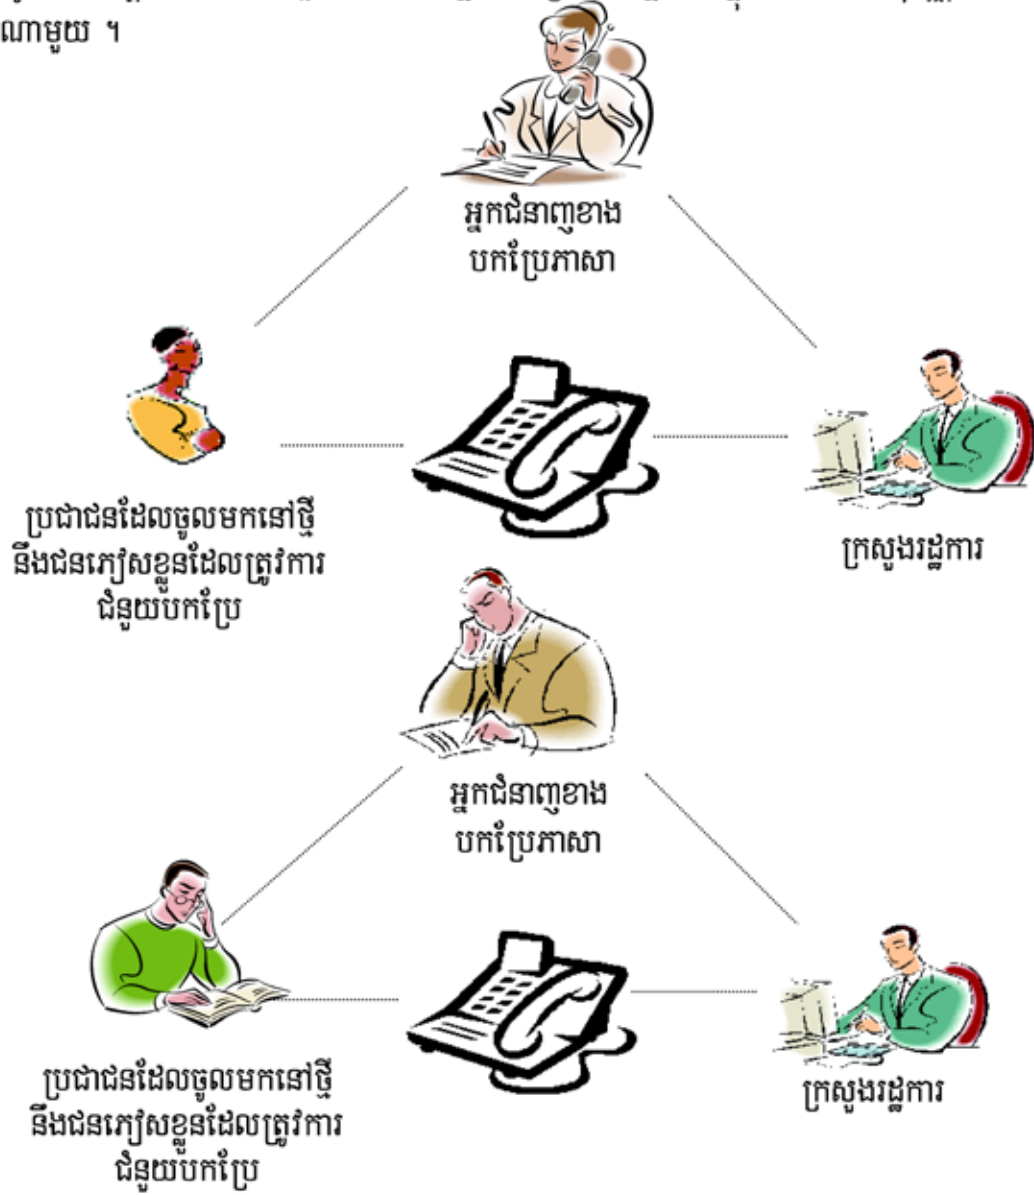 ណាមួយ ។
អ្នកជំនាញខាង
បកប្រែភាសា
ប្រជាជនដែលចូលមកនៅថ្មី
នឹងជនភៀសខ្លួនដែលត្រូវការ
ជំនួយបកប្រែ
ក្រសួងរដ្ឋការ
អ្នកជំនាញខាង
បកប្រែភាសា
ប្រជាជនដែលចូលមកនៅថ្មី
នឹងជនភៀសខ្លួនដែលត្រូវការ
ជំនួយបកប្រែ
ក្រសួងរដ្ឋការ